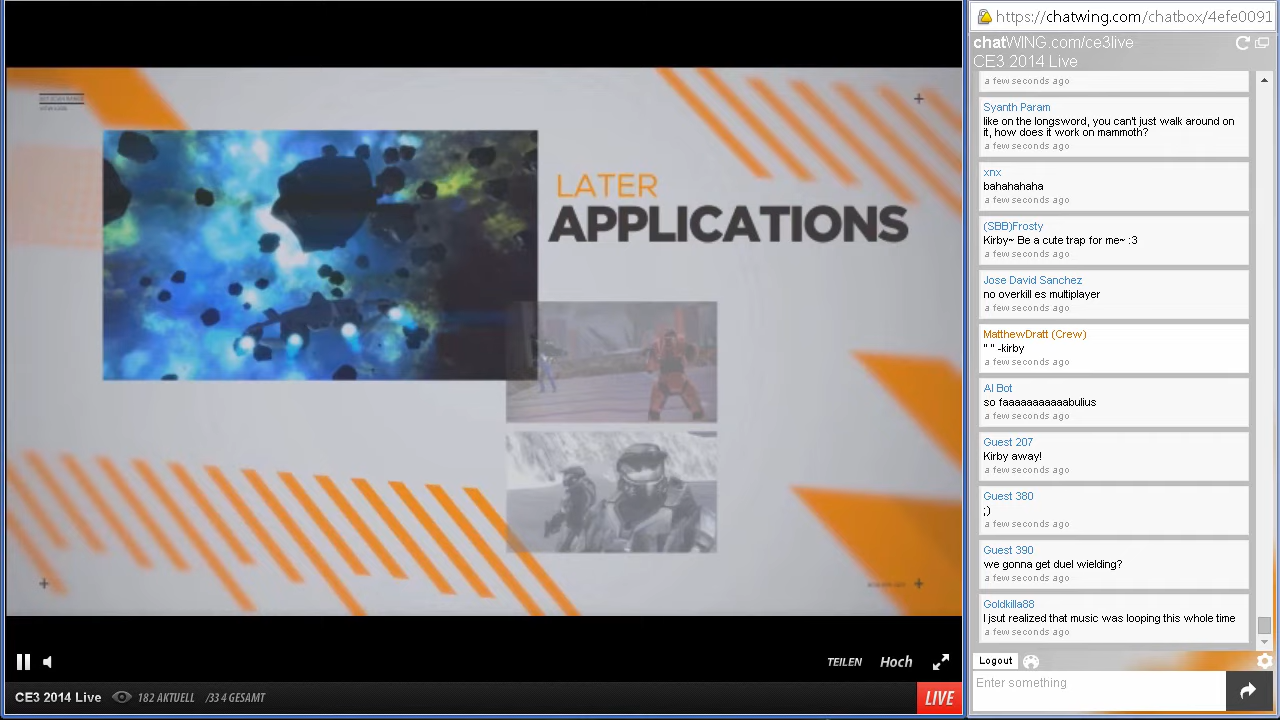 LATER
APPLICATIONS
TEILEN
Hoch
CE3 2014 Live
182 AKTUELL
/334 GESAMT
LIVE
https://chatwing.com/chatbox/4efe0091
chatWING.com/ce3live
CE3 2014 Live
a few seconds ago
Syanth Param
like on the longsword, you can't just walk around on
it, how does it work on mammoth?
a few seconds ago
xnx
baaaahaha
a few seconds ago
(SBB)Frosty
Kirby~ Be a cute trap for me~ :3
a few seconds ago
Jose David Sanchez
no overkill es multiplayer
a few seconds ago
MatthewDratt (Crew)
" " -kirby
a few seconds ago
AI Bot
so faaaaaaaaaabulius
a few seconds ago
Guest 207
Kirby away!
a few seconds ago
Guest 380
;)
a few seconds ago
Guest 390
we gonna get duel wielding?
a few seconds ago
Goldkilla88
I jsut realized that music was looping this whole time
a few seconds ago
Logout
Enter something